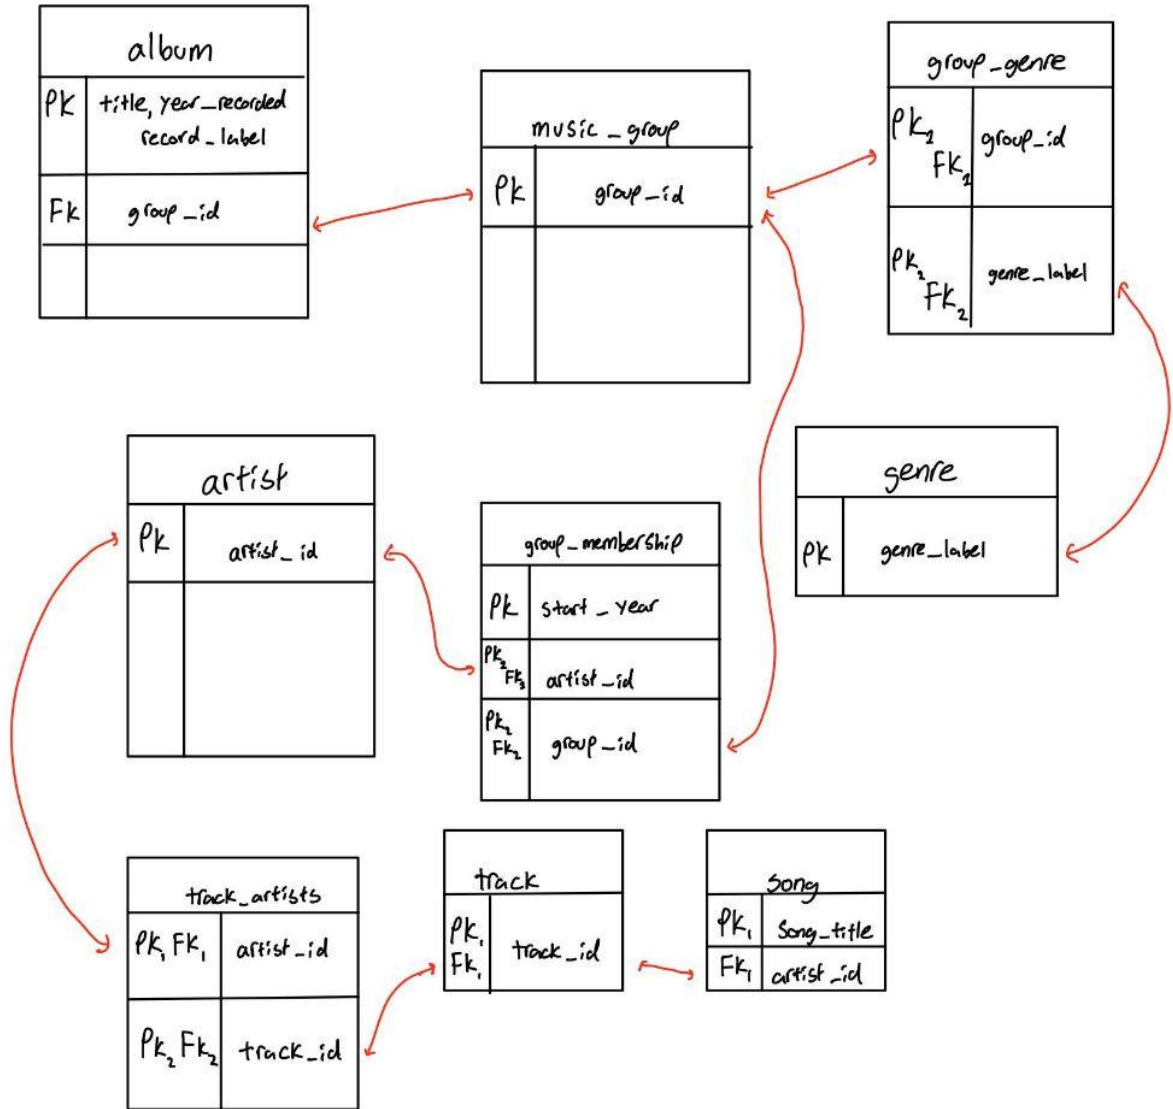 album
PK
title, year_recorded
record_label
FK
group_id
music_group
PK
group_id
group_genre
PK1
FK1
group_id
PK2
FK2
genre_label
artist
PK
artist_id
group_membership
PK
start_year
PK2
FK3
artist_id
PK2
FK2
group_id
genre
PK
genre_label
track_artists
PK1 FK1
artist_id
PK2 FK2
track_id
track
PK1
FK1
track_id
song
PK1
song_title
FK1
artist_id